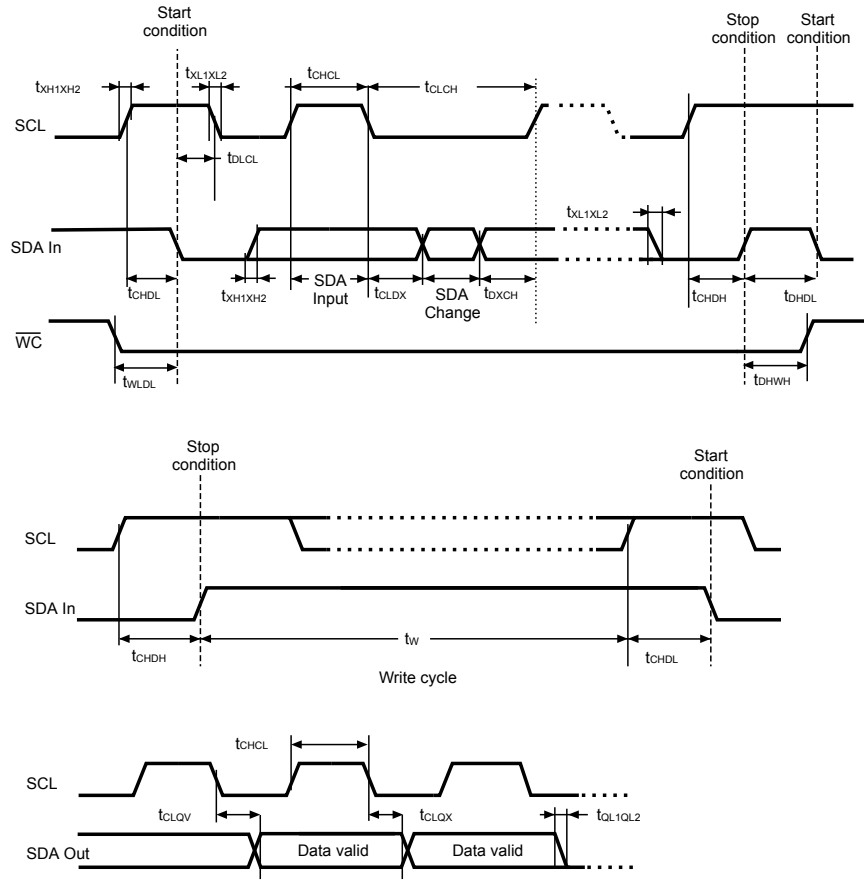 Start
condition
Stop
condition
Start
condition
tXH1XH2
tXL1XL2
tCHCL
tCLCH
SCL
tDLCL
tXL1XL2
SDA In
tCHDL
tXH1XH2
SDA
Input
tCLDX
SDA
Change
tDXCH
tCHDH
tDHDL
WC
tWLDL
tDHWH
Stop
condition
Start
condition
SCL
SDA In
tCHDH
tW
tCHDL
Write cycle
tCHCL
SCL
tCLQV
tCLQX
tQL1QL2
SDA Out
Data valid
Data valid